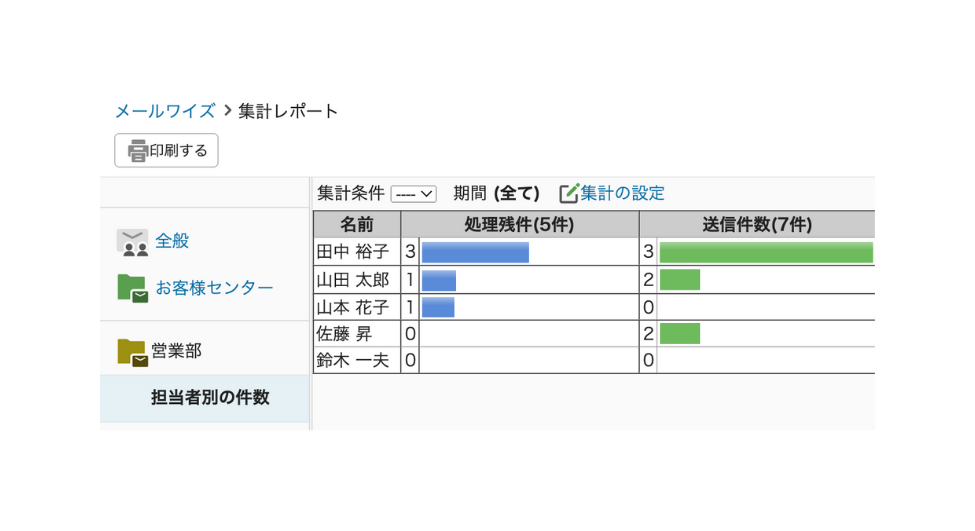 メールワイズ > 集計レポート
印刷する
集計条件 ---- 期間 (全て) 集計の設定
全般
お客様センター
営業部
担当者別の件数
名前 処理残件(5件) 送信件数(7件)
田中 裕子 3 3
山田 太郎 1 2
山本 花子 1 0
佐藤 昇 0 2
鈴木 一夫 0 0